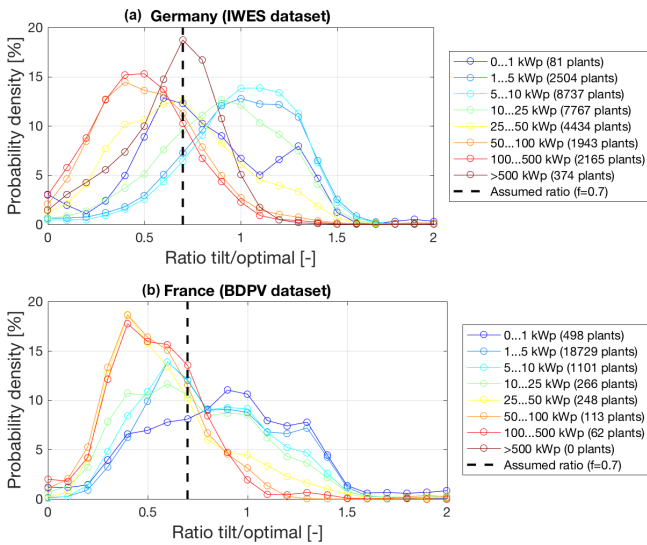 (a) Germany (IWES dataset)
Probability density [%]
20
15
10
5
0
0 0.5 1 1.5 2
Ratio tilt/optimal [-]
0...1 kWp (81 plants)
1...5 kWp (2504 plants)
5...10 kWp (8737 plants)
10...25 kWp (7767 plants)
25...50 kWp (4434 plants)
50...100 kWp (1943 plants)
100...500 kWp (2165 plants)
>500 kWp (374 plants)
Assumed ratio (f=0.7)
(b) France (BDPV dataset)
Probability density [%]
20
15
10
5
0
0 0.5 1 1.5 2
Ratio tilt/optimal [-]
0...1 kWp (498 plants)
1...5 kWp (18729 plants)
5...10 kWp (1101 plants)
10...25 kWp (266 plants)
25...50 kWp (248 plants)
50...100 kWp (113 plants)
100...500 kWp (62 plants)
>500 kWp (0 plants)
Assumed ratio (f=0.7)